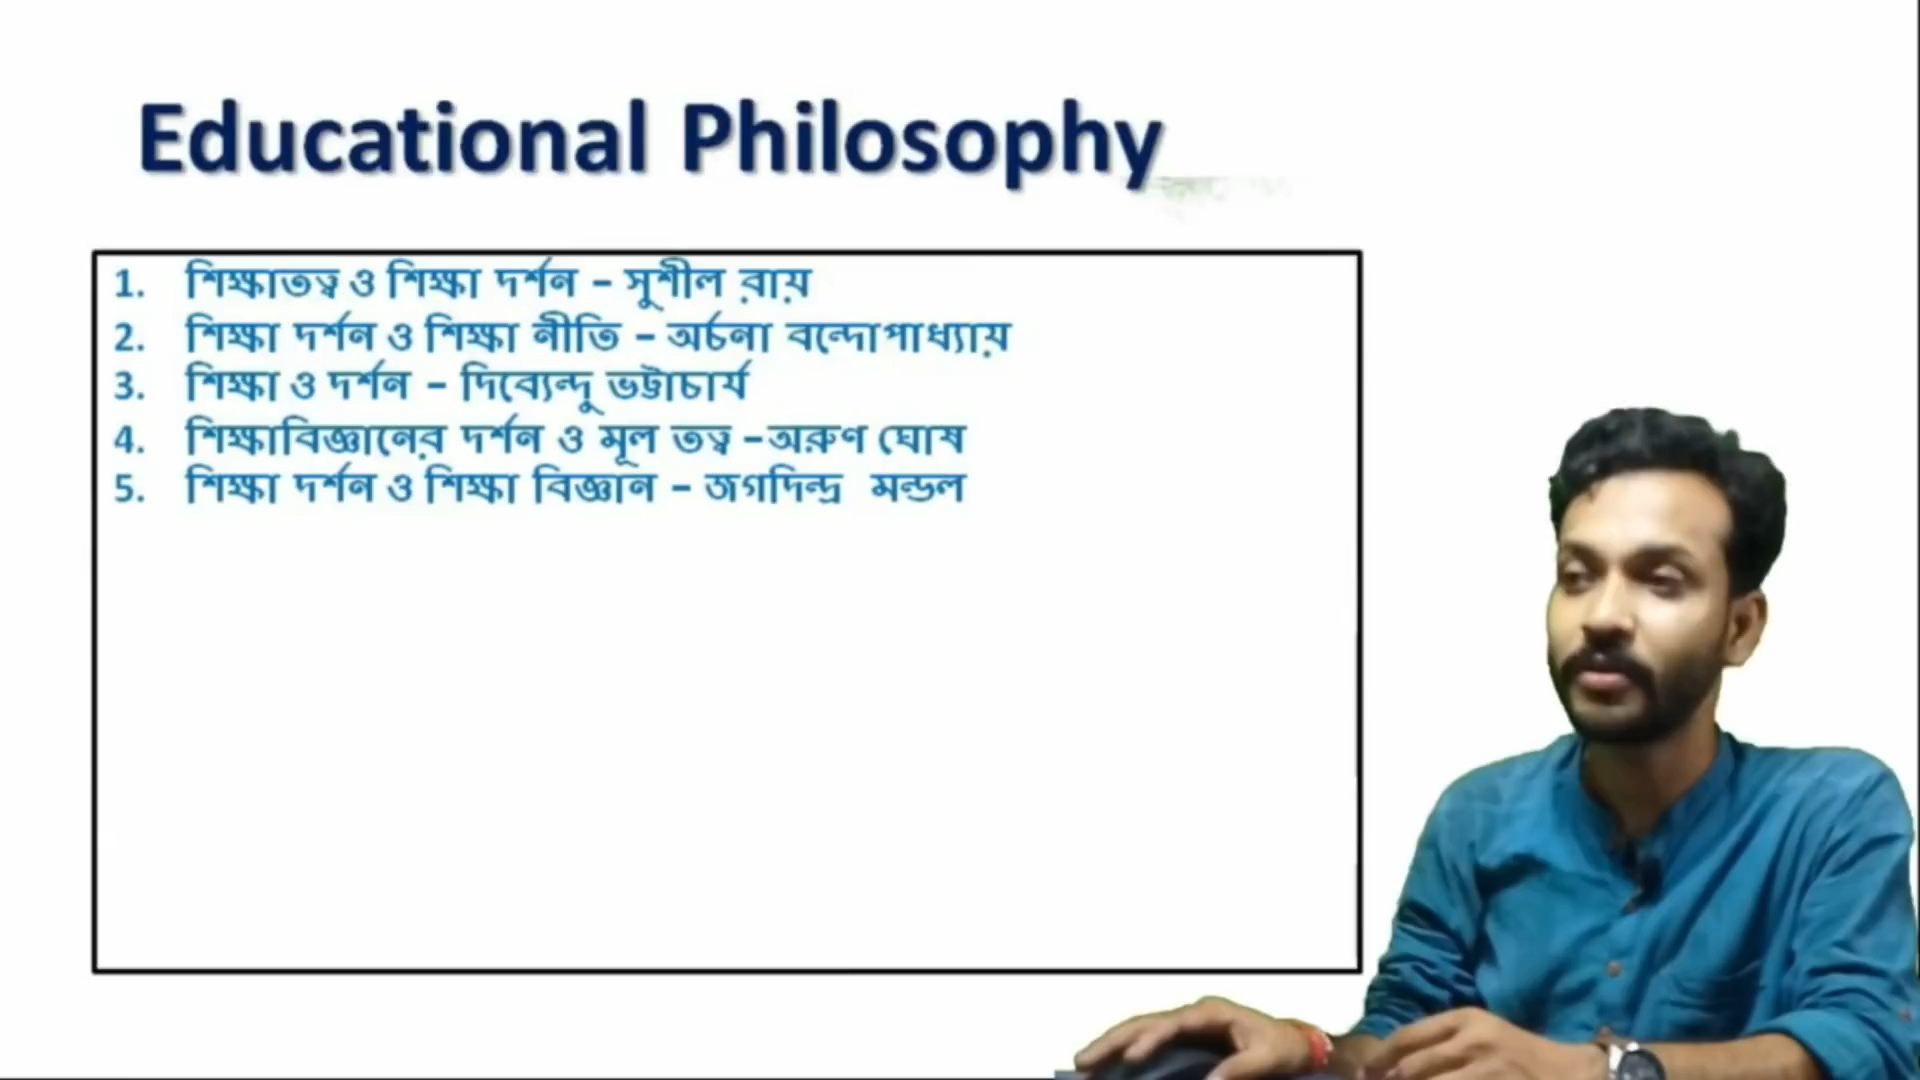 Educational Philosophy
1. শিক্ষাতত্ত্ব ও শিক্ষা দর্শন – সুশীল রায়
2. শিক্ষা দর্শন ও শিক্ষা নীতি – অর্চনা বন্দোপাধ্যায়
3. শিক্ষা ও দর্শন – দিব্যেন্দু ভট্টাচার্য
4. শিক্ষাবিজ্ঞানের দর্শন ও মূল তত্ত্ব –অরুণ ঘোষ
5. শিক্ষা দর্শন ও শিক্ষা বিজ্ঞান – জগদিন্দ্র মন্ডল